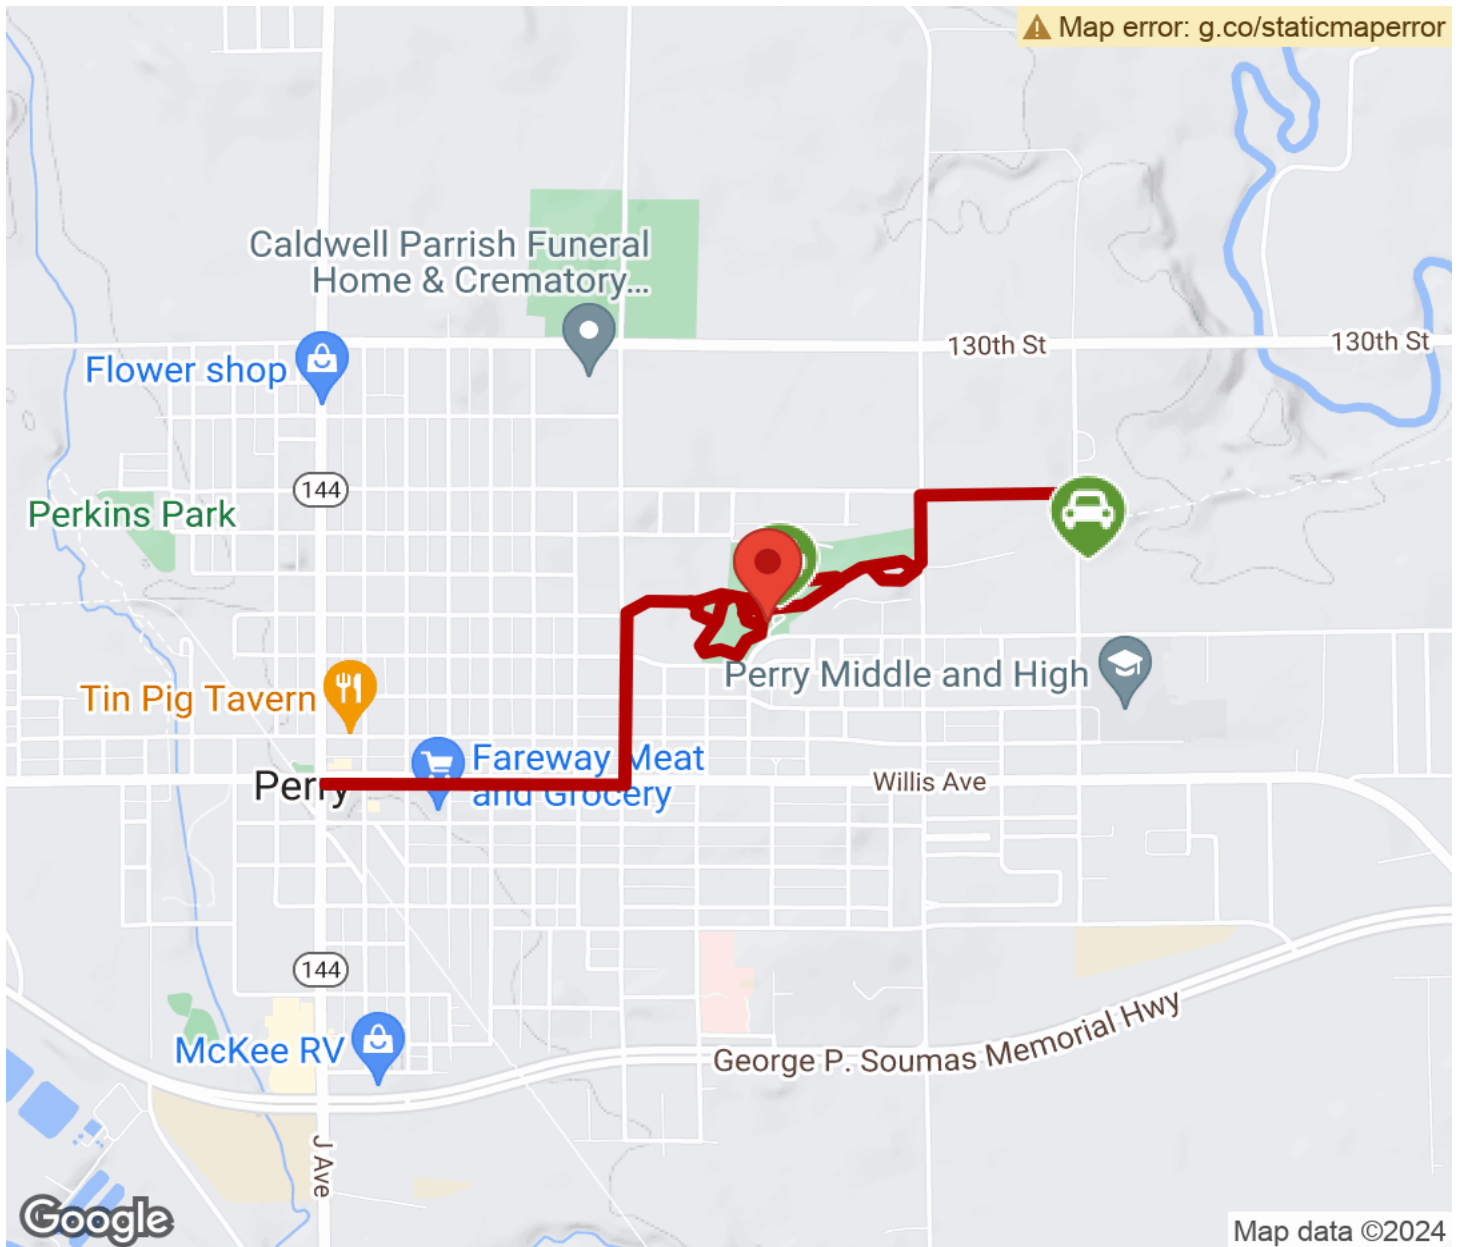 Map error: g.co/staticmaperror
Caldwell Parrish Funeral
Home & Crematory...
130th St
130th St
Flower shop
144
Perkins Park
Perry Middle and High
Tin Pig Tavern
Fareway Meat
and Grocery
Perry
Willis Ave
144
McKee RV
George P. Soumas Memorial Hwy
J Ave
Google
Map data ©2024